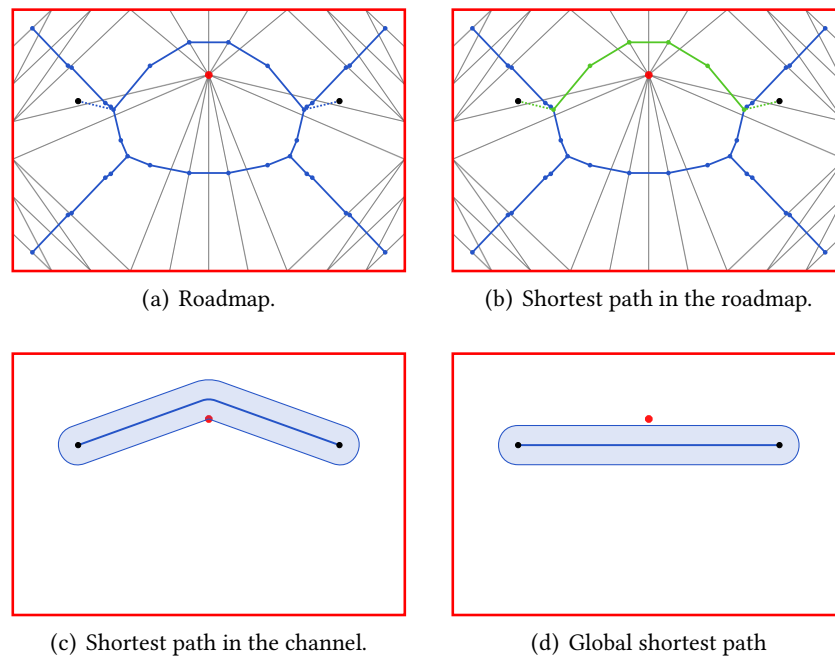 (a) Roadmap.
(b) Shortest path in the roadmap.
(c) Shortest path in the channel.
(d) Global shortest path